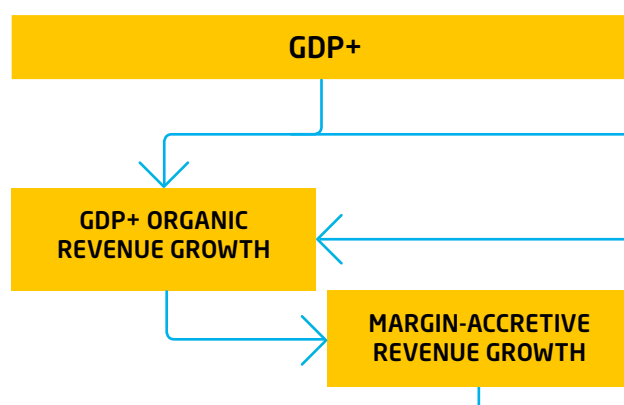 GDP+
GDP+ ORGANIC
REVENUE GROWTH
MARGIN-ACCRETIVE
REVENUE GROWTH